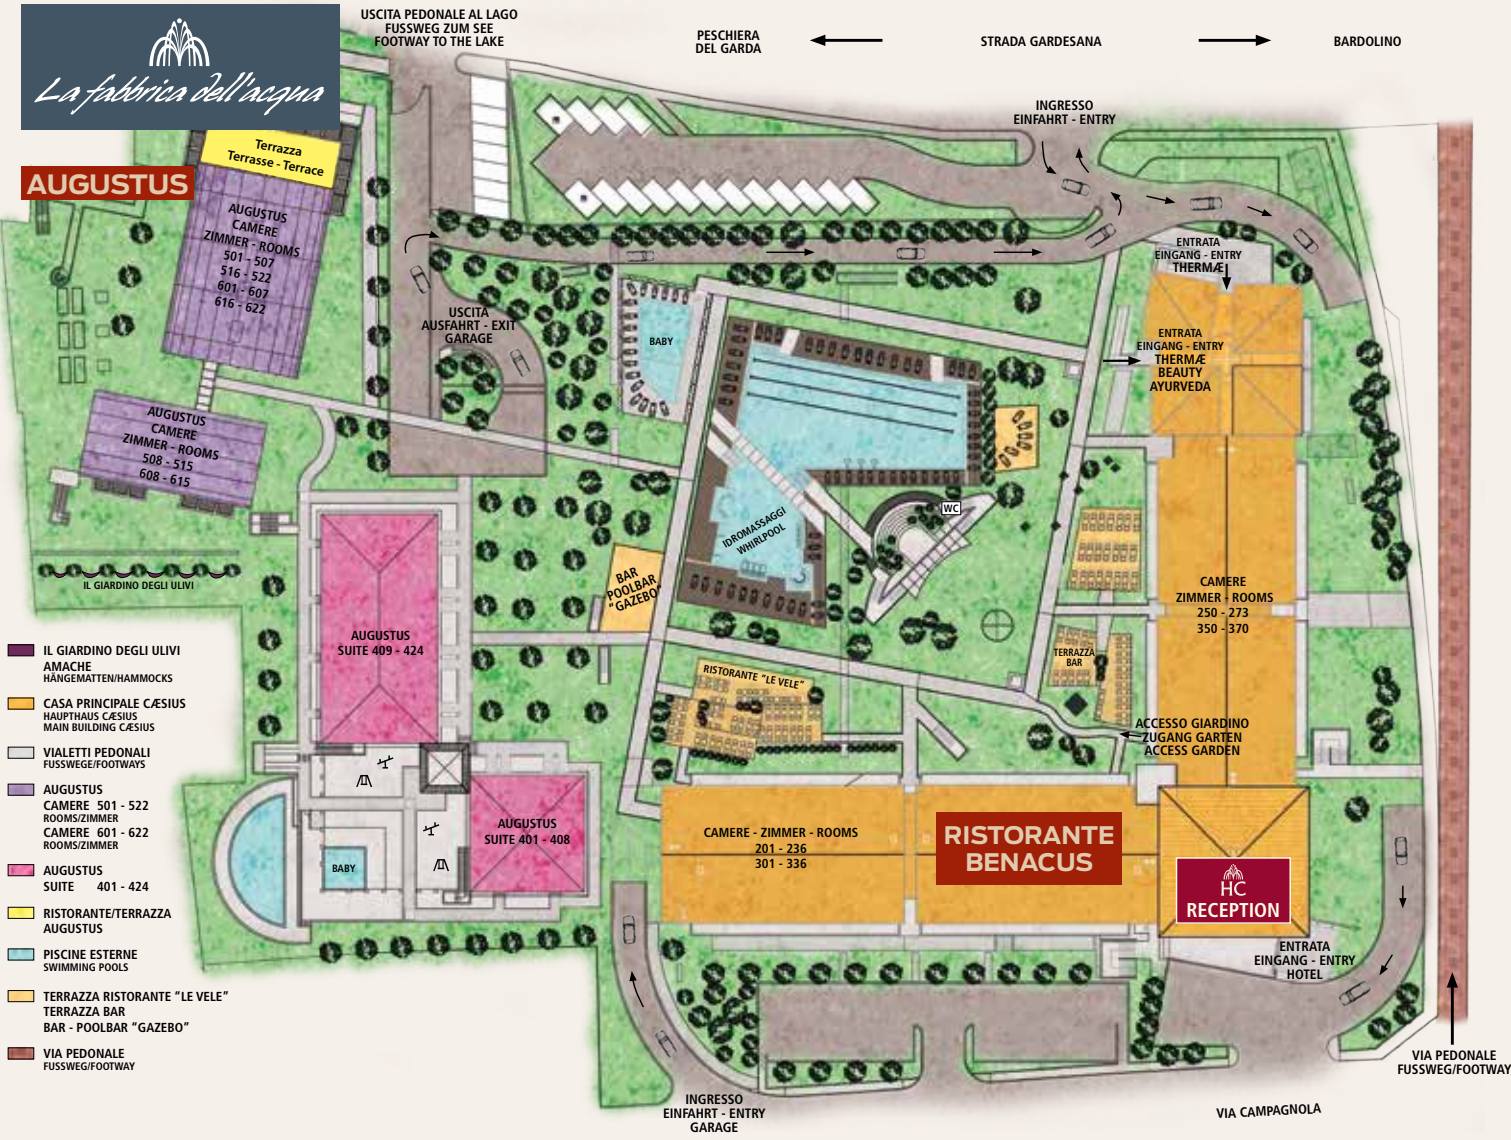 La fabbrica dell'acqua
USCITA PEDONALE AL LAGO
FUSSWEG ZUM SEE
FOOTWAY TO THE LAKE
PESCHIERA
DEL GARDA
STRADA GARDESANA
BARDOLINO
INGRESSO
EINFAHRT - ENTRY
Terrazza
Terrasse - Terrace
AUGUSTUS
AUGUSTUS
CAMERE
ZIMMER - ROOMS
501 - 507
516 - 522
601 - 607
616 - 622
USCITA
AUSFAHRT - EXIT
GARAGE
BABY
ENTRATA
EINGANG - ENTRY
THERMÆ
ENTRATA
EINGANG - ENTRY
THERMÆ
BEAUTY
AYURVEDA
AUGUSTUS
CAMERE
ZIMMER - ROOMS
508 - 515
608 - 615
IDROMASSAGGI
WHIRLPOOL
WC
IL GIARDINO DEGLI ULIVI
BAR
POOLBAR
"GAZEBO"
CAMERE
ZIMMER - ROOMS
250 - 273
350 - 370
AUGUSTUS
SUITE 409 - 424
TERRAZZA
BAR
RISTORANTE "LE VELE"
ACCESSO GIARDINO
ZUGANG GARTEN
ACCESS GARDEN
IL GIARDINO DEGLI ULIVI
AMACHE
HÄNGEMATTEN/HAMMOCKS
CASA PRINCIPALE CÆSIUS
HAUPTHAUS CÆSIUS
MAIN BUILDING CÆSIUS
VIALETTI PEDONALI
FUSSWEGE/FOOTWAYS
AUGUSTUS
CAMERE 501 - 522
ROOMS/ZIMMER
CAMERE 601 - 622
ROOMS/ZIMMER
AUGUSTUS
SUITE 401 - 424
RISTORANTE/TERRAZZA
AUGUSTUS
PISCINE ESTERNE
SWIMMING POOLS
TERRAZZA RISTORANTE "LE VELE"
TERRAZZA BAR
BAR - POOLBAR "GAZEBO"
VIA PEDONALE
FUSSWEG/FOOTWAY
BABY
AUGUSTUS
SUITE 401 - 408
CAMERE - ZIMMER - ROOMS
201 - 236
301 - 336
RISTORANTE
BENACUS
HC
RECEPTION
ENTRATA
EINGANG - ENTRY
HOTEL
VIA PEDONALE
FUSSWEG/FOOTWAY
INGRESSO
EINFAHRT - ENTRY
GARAGE
VIA CAMPAGNOLA